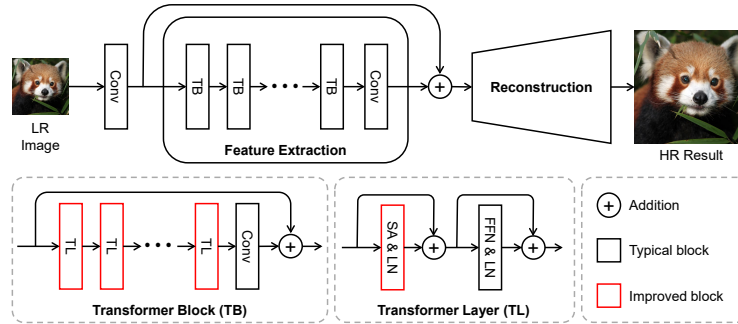 LR
Image
Conv
TB
TB
TB
Conv
Feature Extraction
+
Reconstruction
HR Result
TL
TL
TL
Conv
+
Transformer Block (TB)
SA & LN
+
FFN & LN
+
Transformer Layer (TL)
+ Addition
Typical block
Improved block